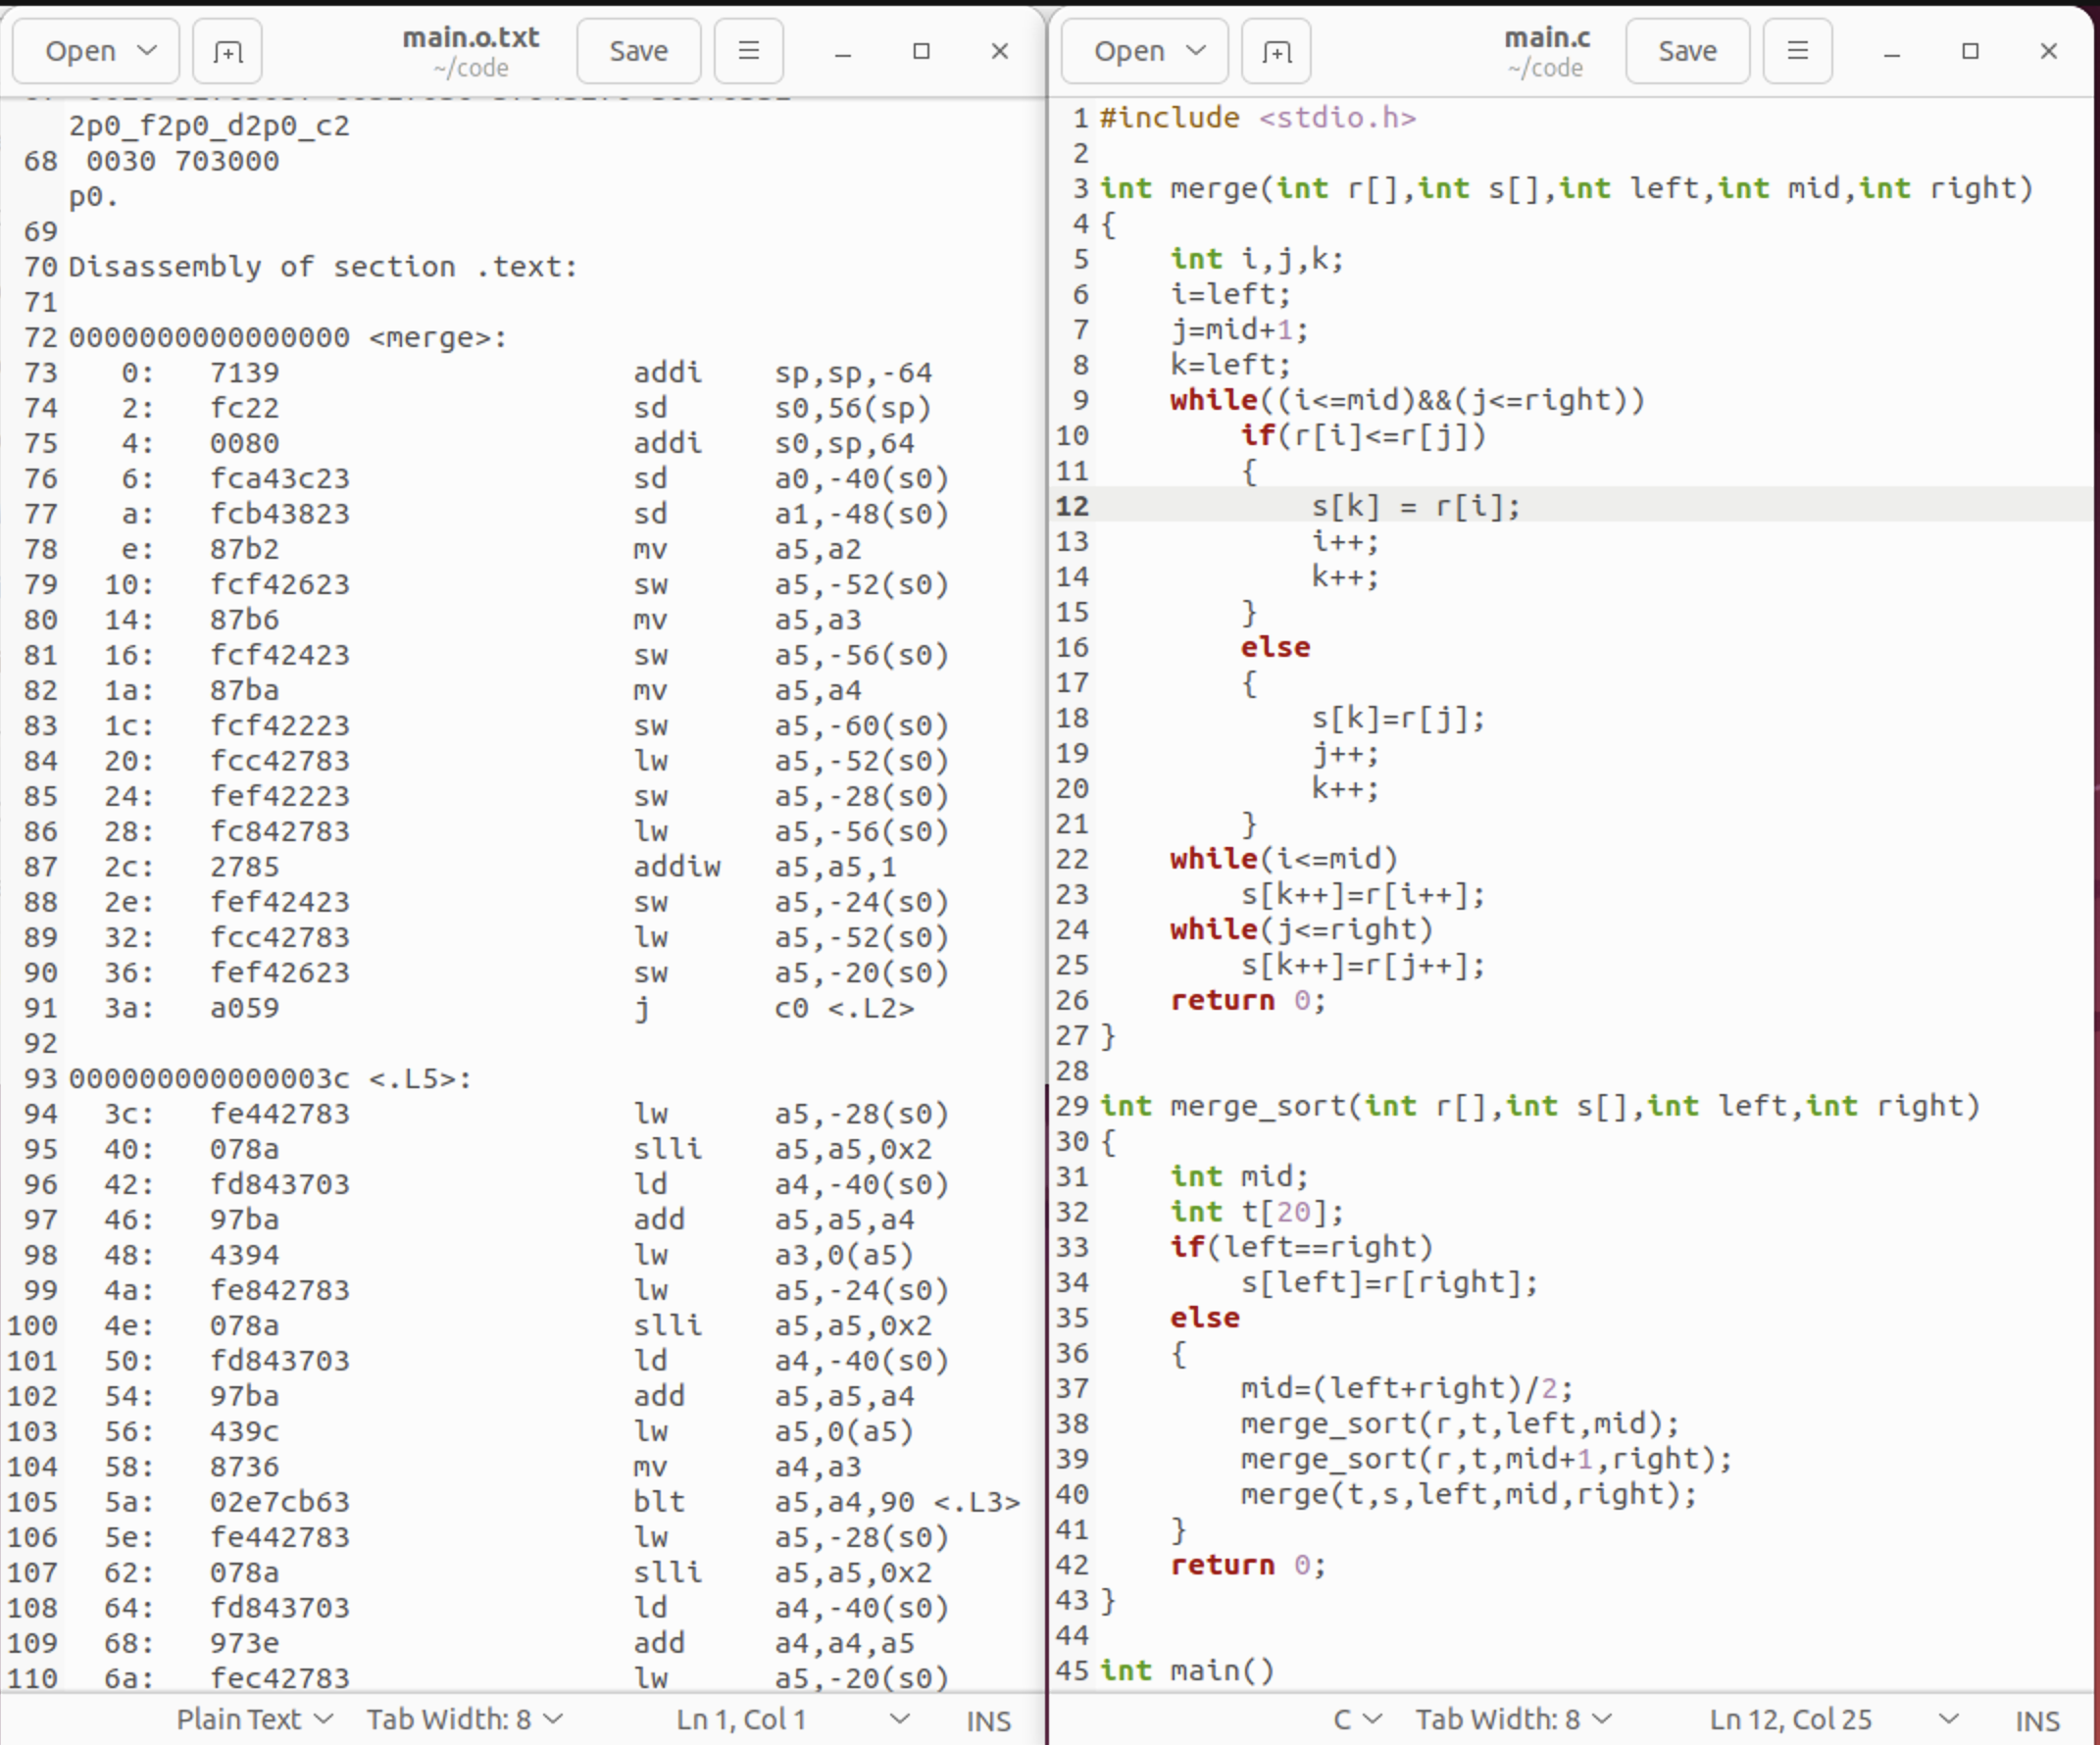 Open
main.o.txt
~/code
Save
2p0_f2p0_d2p0_c2
68  0030 703000
p0.
69
70 Disassembly of section .text:
71
72 0000000000000000 <merge>:
73    0:   7139                addi    sp,sp,-64
74    2:   fc22                sd      s0,56(sp)
75    4:   0080                addi    s0,sp,64
76    6:   fca43c23            sd      a0,-40(s0)
77    a:   fcb43823            sd      a1,-48(s0)
78    e:   87b2                mv      a5,a2
79   10:   fcf42623            sw      a5,-52(s0)
80   14:   87b6                mv      a5,a3
81   16:   fcf42423            sw      a5,-56(s0)
82   1a:   87ba                mv      a5,a4
83   1c:   fcf42223            sw      a5,-60(s0)
84   20:   fcc42783            lw      a5,-52(s0)
85   24:   fef42223            sw      a5,-28(s0)
86   28:   fc842783            lw      a5,-56(s0)
87   2c:   2785                addiw   a5,a5,1
88   2e:   fef42423            sw      a5,-24(s0)
89   32:   fcc42783            lw      a5,-52(s0)
90   36:   fef42623            sw      a5,-20(s0)
91   3a:   a059                j       c0 <.L2>
92
93 000000000000003c <.L5>:
94   3c:   fe442783            lw      a5,-28(s0)
95   40:   078a                slli    a5,a5,0x2
96   42:   fd843703            ld      a4,-40(s0)
97   46:   97ba                add     a5,a5,a4
98   48:   4394                lw      a3,0(a5)
99   4a:   fe842783            lw      a5,-24(s0)
100   4e:   078a                slli    a5,a5,0x2
101   50:   fd843703            ld      a4,-40(s0)
102   54:   97ba                add     a5,a5,a4
103   56:   439c                lw      a5,0(a5)
104   58:   8736                mv      a4,a3
105   5a:   02e7cb63            blt     a5,a4,90 <.L3>
106   5e:   fe442783            lw      a5,-28(s0)
107   62:   078a                slli    a5,a5,0x2
108   64:   fd843703            ld      a4,-40(s0)
109   68:   973e                add     a4,a4,a5
110   6a:   fec42783            lw      a5,-20(s0)
Plain Text
Tab Width: 8
Ln 1, Col 1
INS
Open
main.c
~/code
Save
1 #include <stdio.h>
2
3 int merge(int r[],int s[],int left,int mid,int right)
4 {
5     int i,j,k;
6     i=left;
7     j=mid+1;
8     k=left;
9     while((i<=mid)&&(j<=right))
10         if(r[i]<=r[j])
11         {
12             s[k] = r[i];
13             i++;
14             k++;
15         }
16         else
17         {
18             s[k]=r[j];
19             j++;
20             k++;
21         }
22     while(i<=mid)
23         s[k++]=r[i++];
24     while(j<=right)
25         s[k++]=r[j++];
26     return 0;
27 }
28
29 int merge_sort(int r[],int s[],int left,int right)
30 {
31     int mid;
32     int t[20];
33     if(left==right)
34         s[left]=r[right];
35     else
36     {
37         mid=(left+right)/2;
38         merge_sort(r,t,left,mid);
39         merge_sort(r,t,mid+1,right);
40         merge(t,s,left,mid,right);
41     }
42     return 0;
43 }
44
45 int main()
C
Tab Width: 8
Ln 12, Col 25
INS